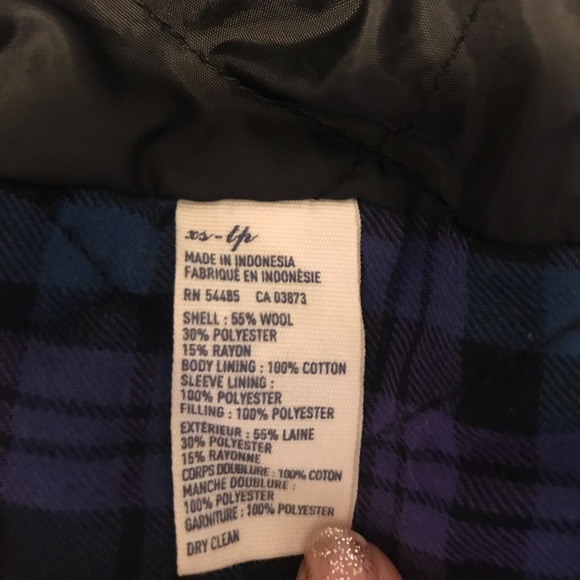 xs-tp
MADE IN INDONESIA
FABRIQUÉ EN INDONÉSIE
RN 54485 CA 03873
SHELL : 55% WOOL
30% POLYESTER
15% RAYON
BODY LINING : 100% COTTON
SLEEVE LINING :
100% POLYESTER
FILLING : 100% POLYESTER
EXTÉRIEUR : 55% LAINE
30% POLYESTER
15% RAYONNE
CORPS DOUBLURE : 100% COTON
MANCHE DOUBLURE :
100% POLYESTER
GARNITURE : 100% POLYESTER
DRY CLEAN